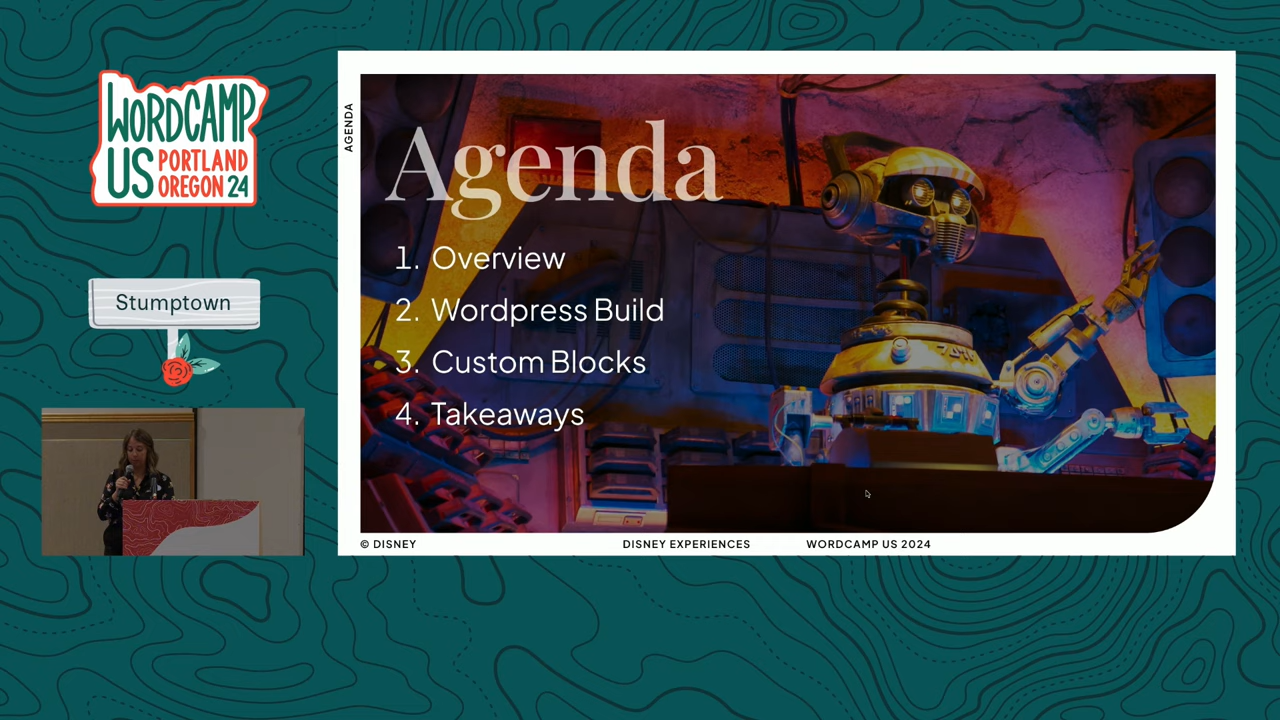 WORDCAMP
US PORTLAND
OREGON 24
Stumptown
AGENDA
Agenda
1. Overview
2. Wordpress Build
3. Custom Blocks
4. Takeaways
© DISNEY
DISNEY EXPERIENCES
WORDCAMP US 2024